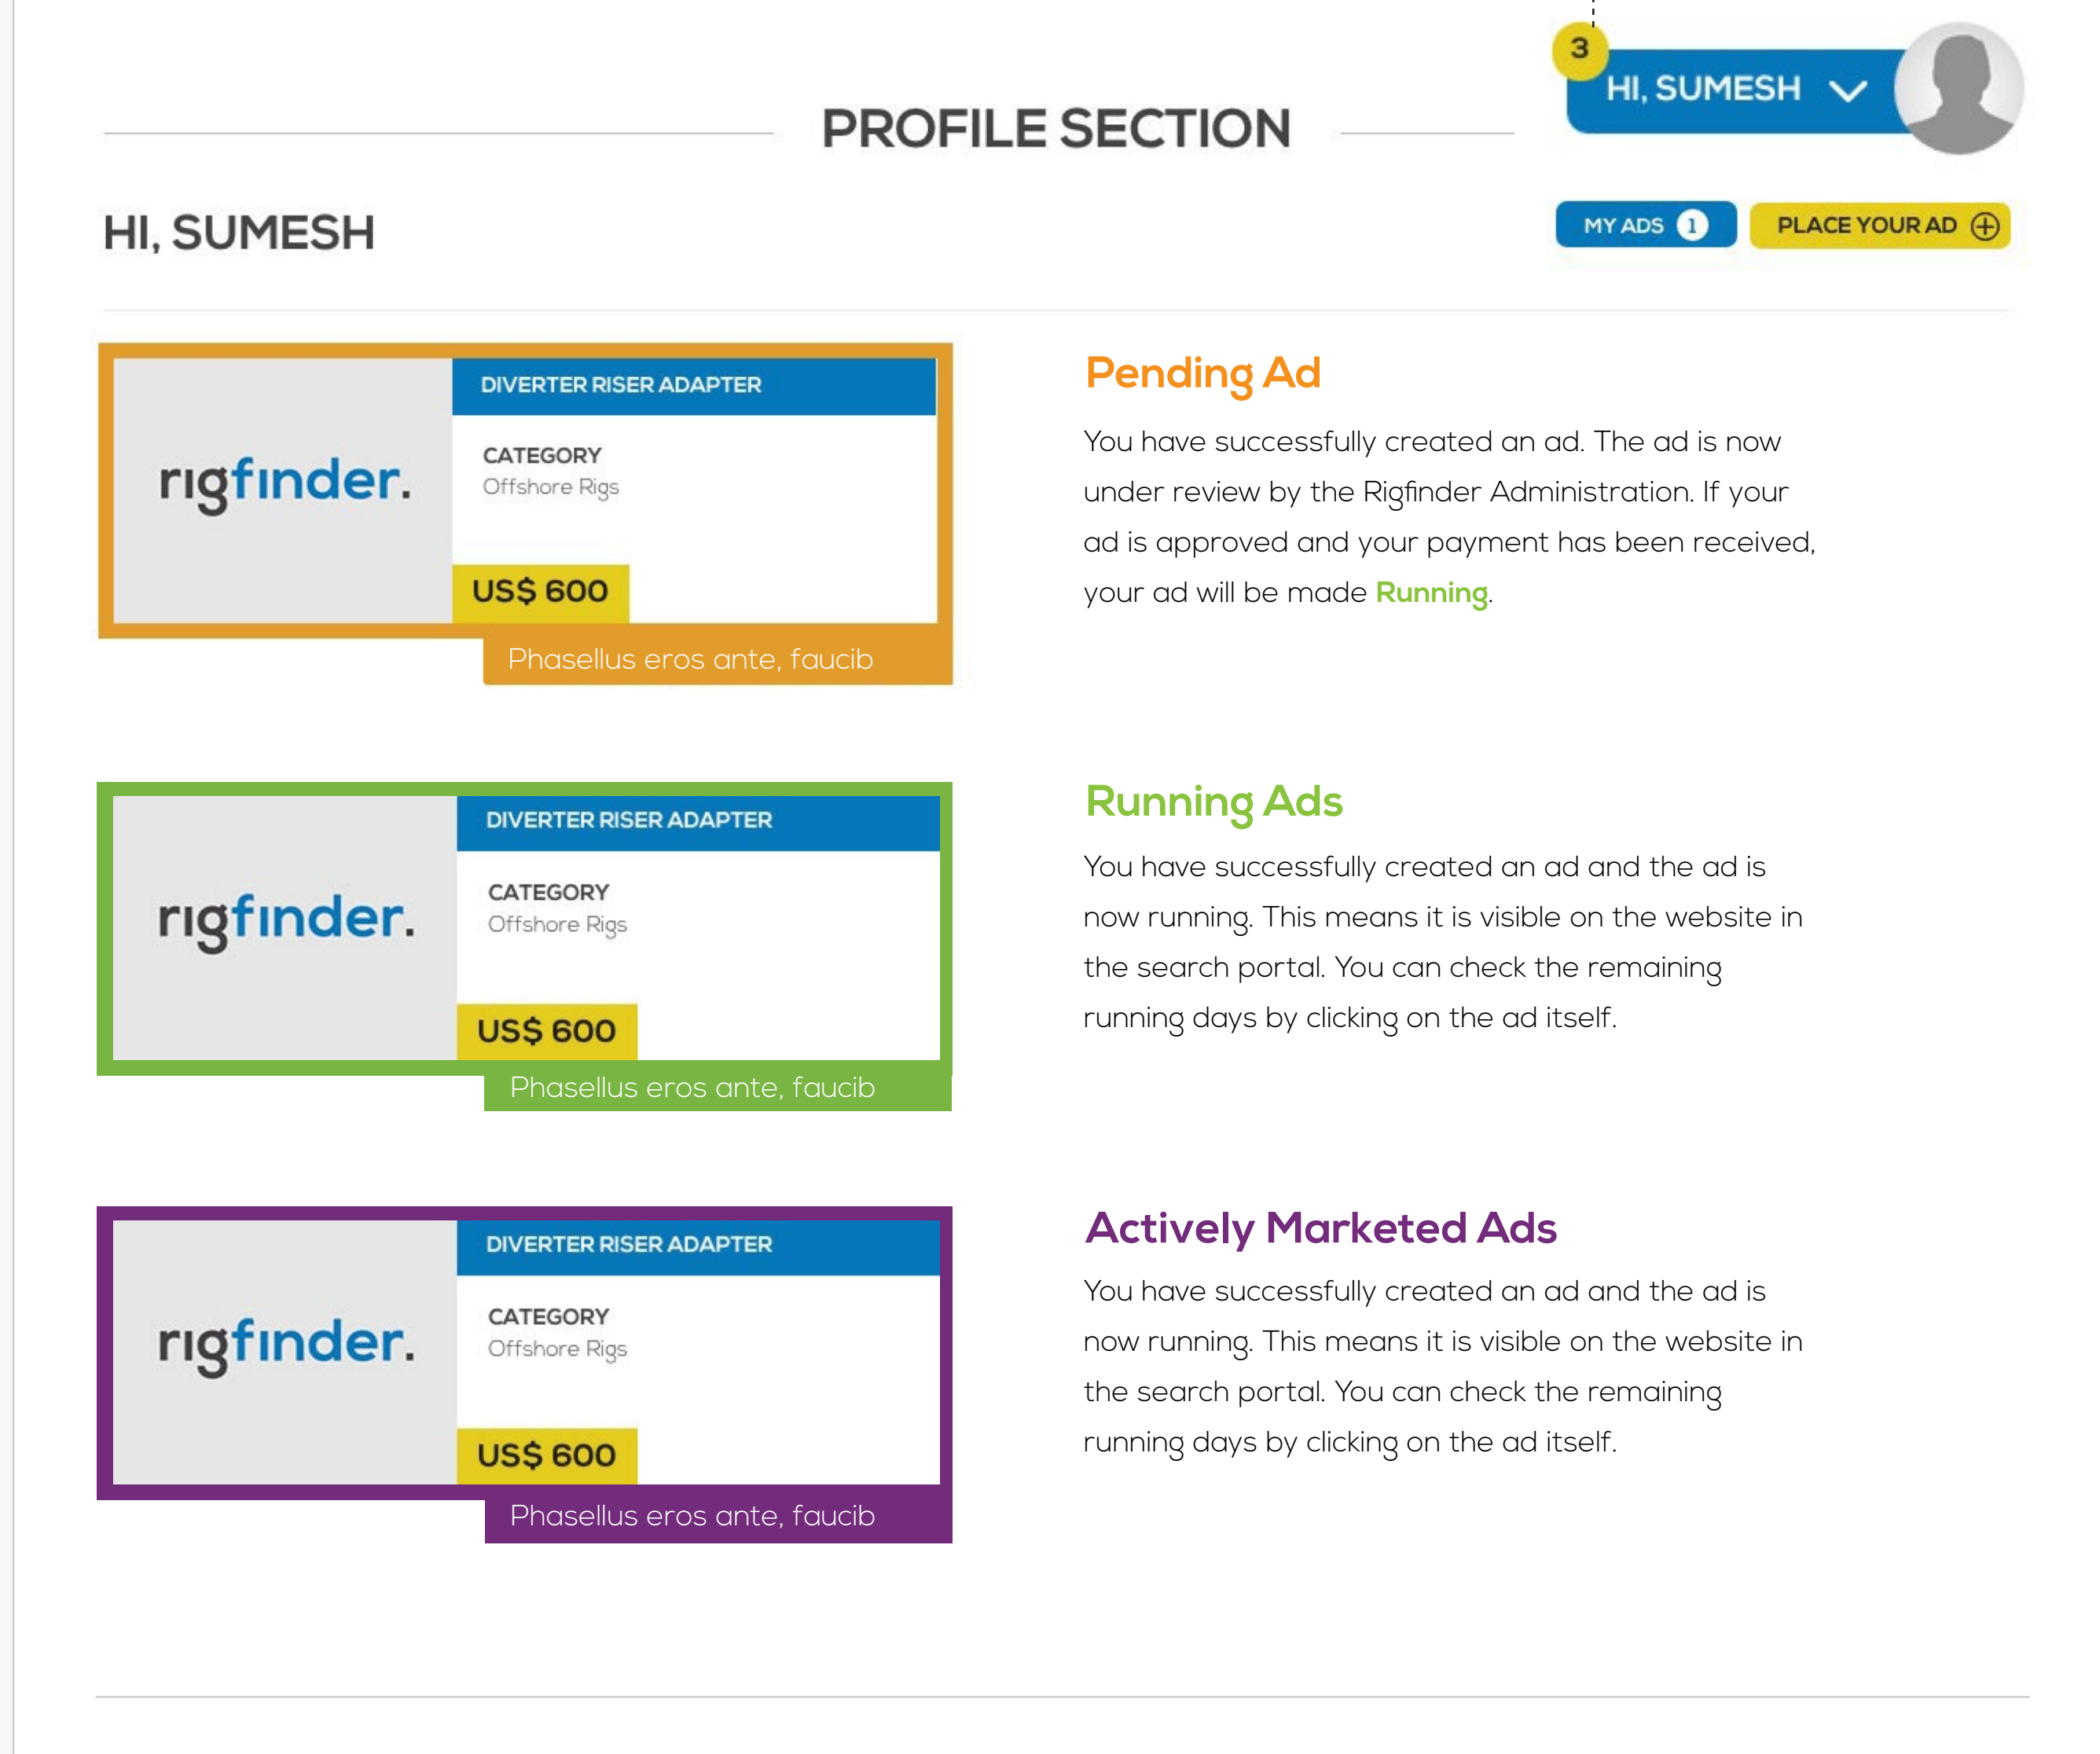 3
HI, SUMESH
PROFILE SECTION
HI, SUMESH
MY ADS 1
PLACE YOUR AD
rigfinder.
DIVERTER RISER ADAPTER
CATEGORY
Offshore Rigs
US$ 600
Phasellus eros ante, faucib
Pending Ad
You have successfully created an ad. The ad is now
under review by the Rigfinder Administration. If your
ad is approved and your payment has been received,
your ad will be made Running.
rigfinder.
DIVERTER RISER ADAPTER
CATEGORY
Offshore Rigs
US$ 600
Phasellus eros ante, faucib
Running Ads
You have successfully created an ad and the ad is
now running. This means it is visible on the website in
the search portal. You can check the remaining
running days by clicking on the ad itself.
rigfinder.
DIVERTER RISER ADAPTER
CATEGORY
Offshore Rigs
US$ 600
Phasellus eros ante, faucib
Actively Marketed Ads
You have successfully created an ad and the ad is
now running. This means it is visible on the website in
the search portal. You can check the remaining
running days by clicking on the ad itself.